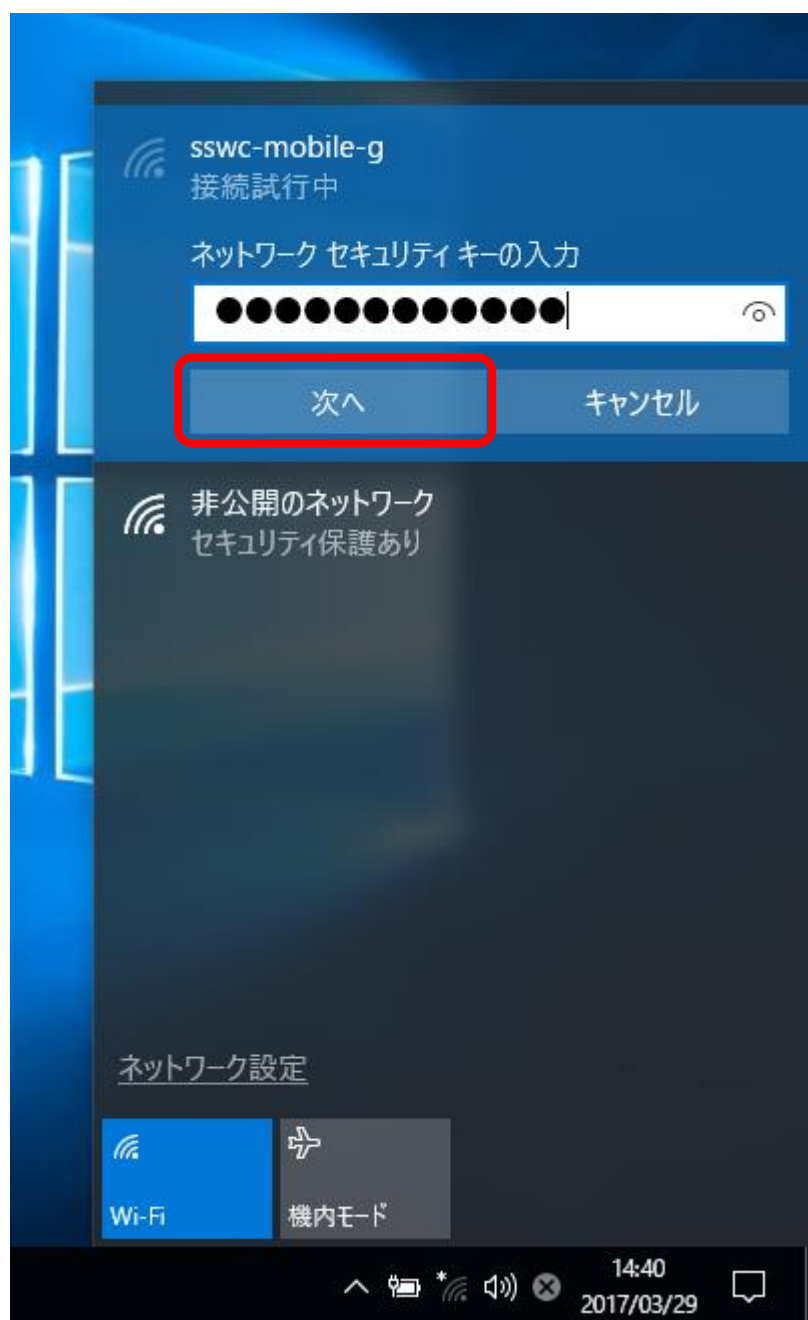 sswc-mobile-g
接続試行中
ネットワーク セキュリティ キーの入力
●●●●●●●●●●●●
次へ
キャンセル
非公開のネットワーク
セキュリティ保護あり
ネットワーク設定
Wi-Fi
機内モード
14:40
2017/03/29